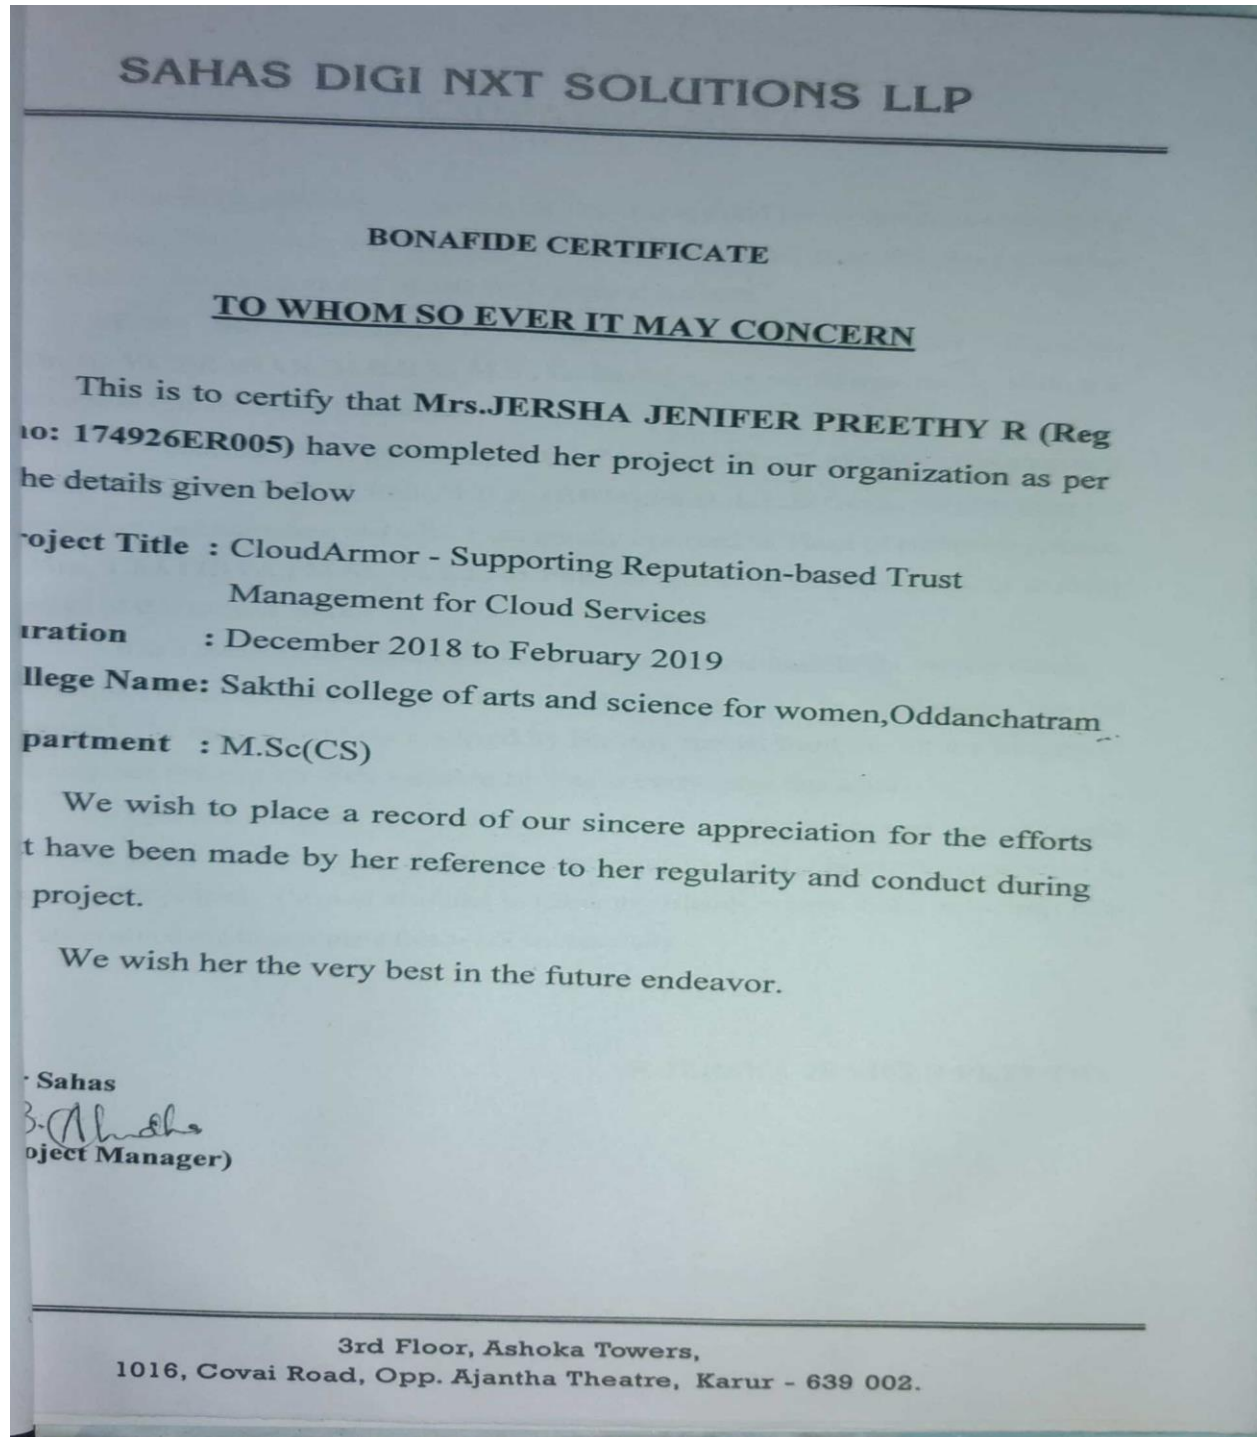 SAHAS DIGI NXT SOLUTIONS LLP
BONAFIDE CERTIFICATE
TO WHOM SO EVER IT MAY CONCERN
This is to certify that Mrs.JERSHA JENIFER PREETHY R (Reg
no: 174926ER005) have completed her project in our organization as per
he details given below
roject Title : CloudArmor - Supporting Reputation-based Trust
Management for Cloud Services
uration : December 2018 to February 2019
llege Name: Sakthi college of arts and science for women,Oddanchatram
partment : M.Sc(CS)
We wish to place a record of our sincere appreciation for the efforts
t have been made by her reference to her regularity and conduct during
project.
We wish her the very best in the future endeavor.
Sahas
oject Manager)
3rd Floor, Ashoka Towers,
1016, Covai Road, Opp. Ajantha Theatre, Karur - 639 002.